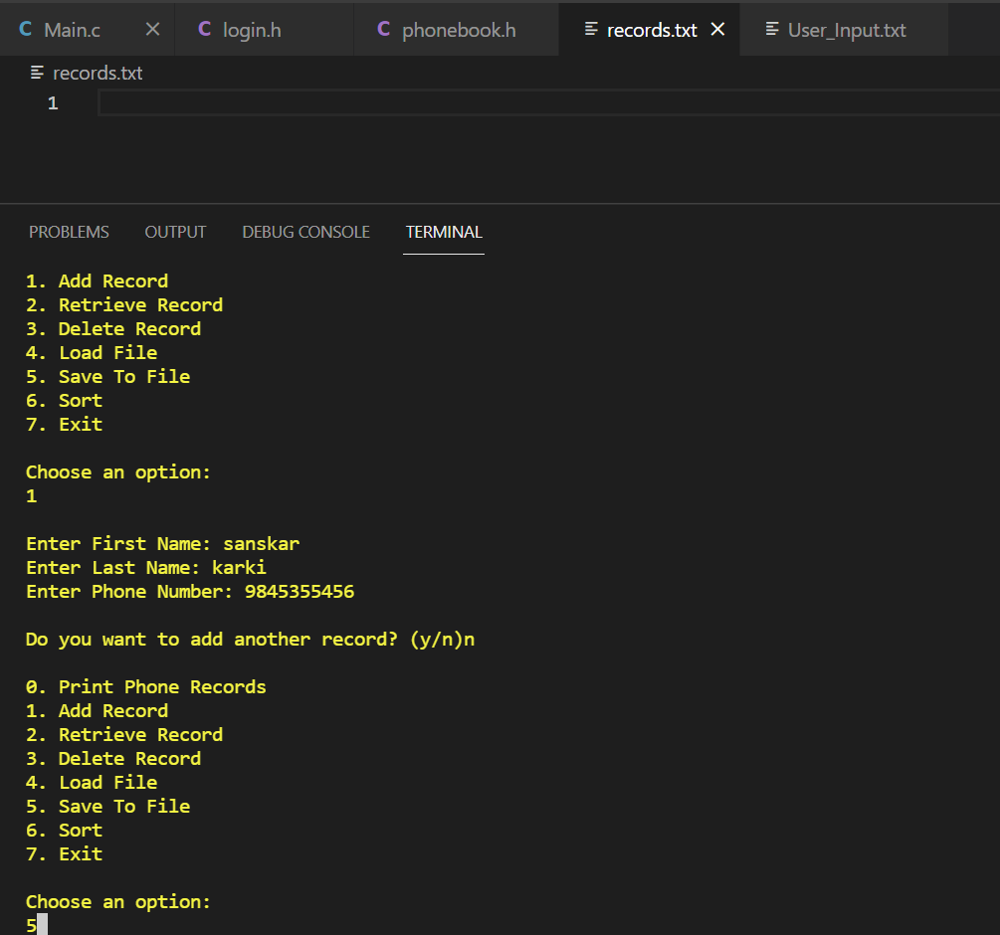 C Main.c
C login.h
C phonebook.h
records.txt
User_Input.txt
records.txt
1
PROBLEMS
OUTPUT
DEBUG CONSOLE
TERMINAL
1. Add Record
2. Retrieve Record
3. Delete Record
4. Load File
5. Save To File
6. Sort
7. Exit
Choose an option:
1
Enter First Name: sanskar
Enter Last Name: karki
Enter Phone Number: 9845355456
Do you want to add another record? (y/n)n
0. Print Phone Records
1. Add Record
2. Retrieve Record
3. Delete Record
4. Load File
5. Save To File
6. Sort
7. Exit
Choose an option:
5